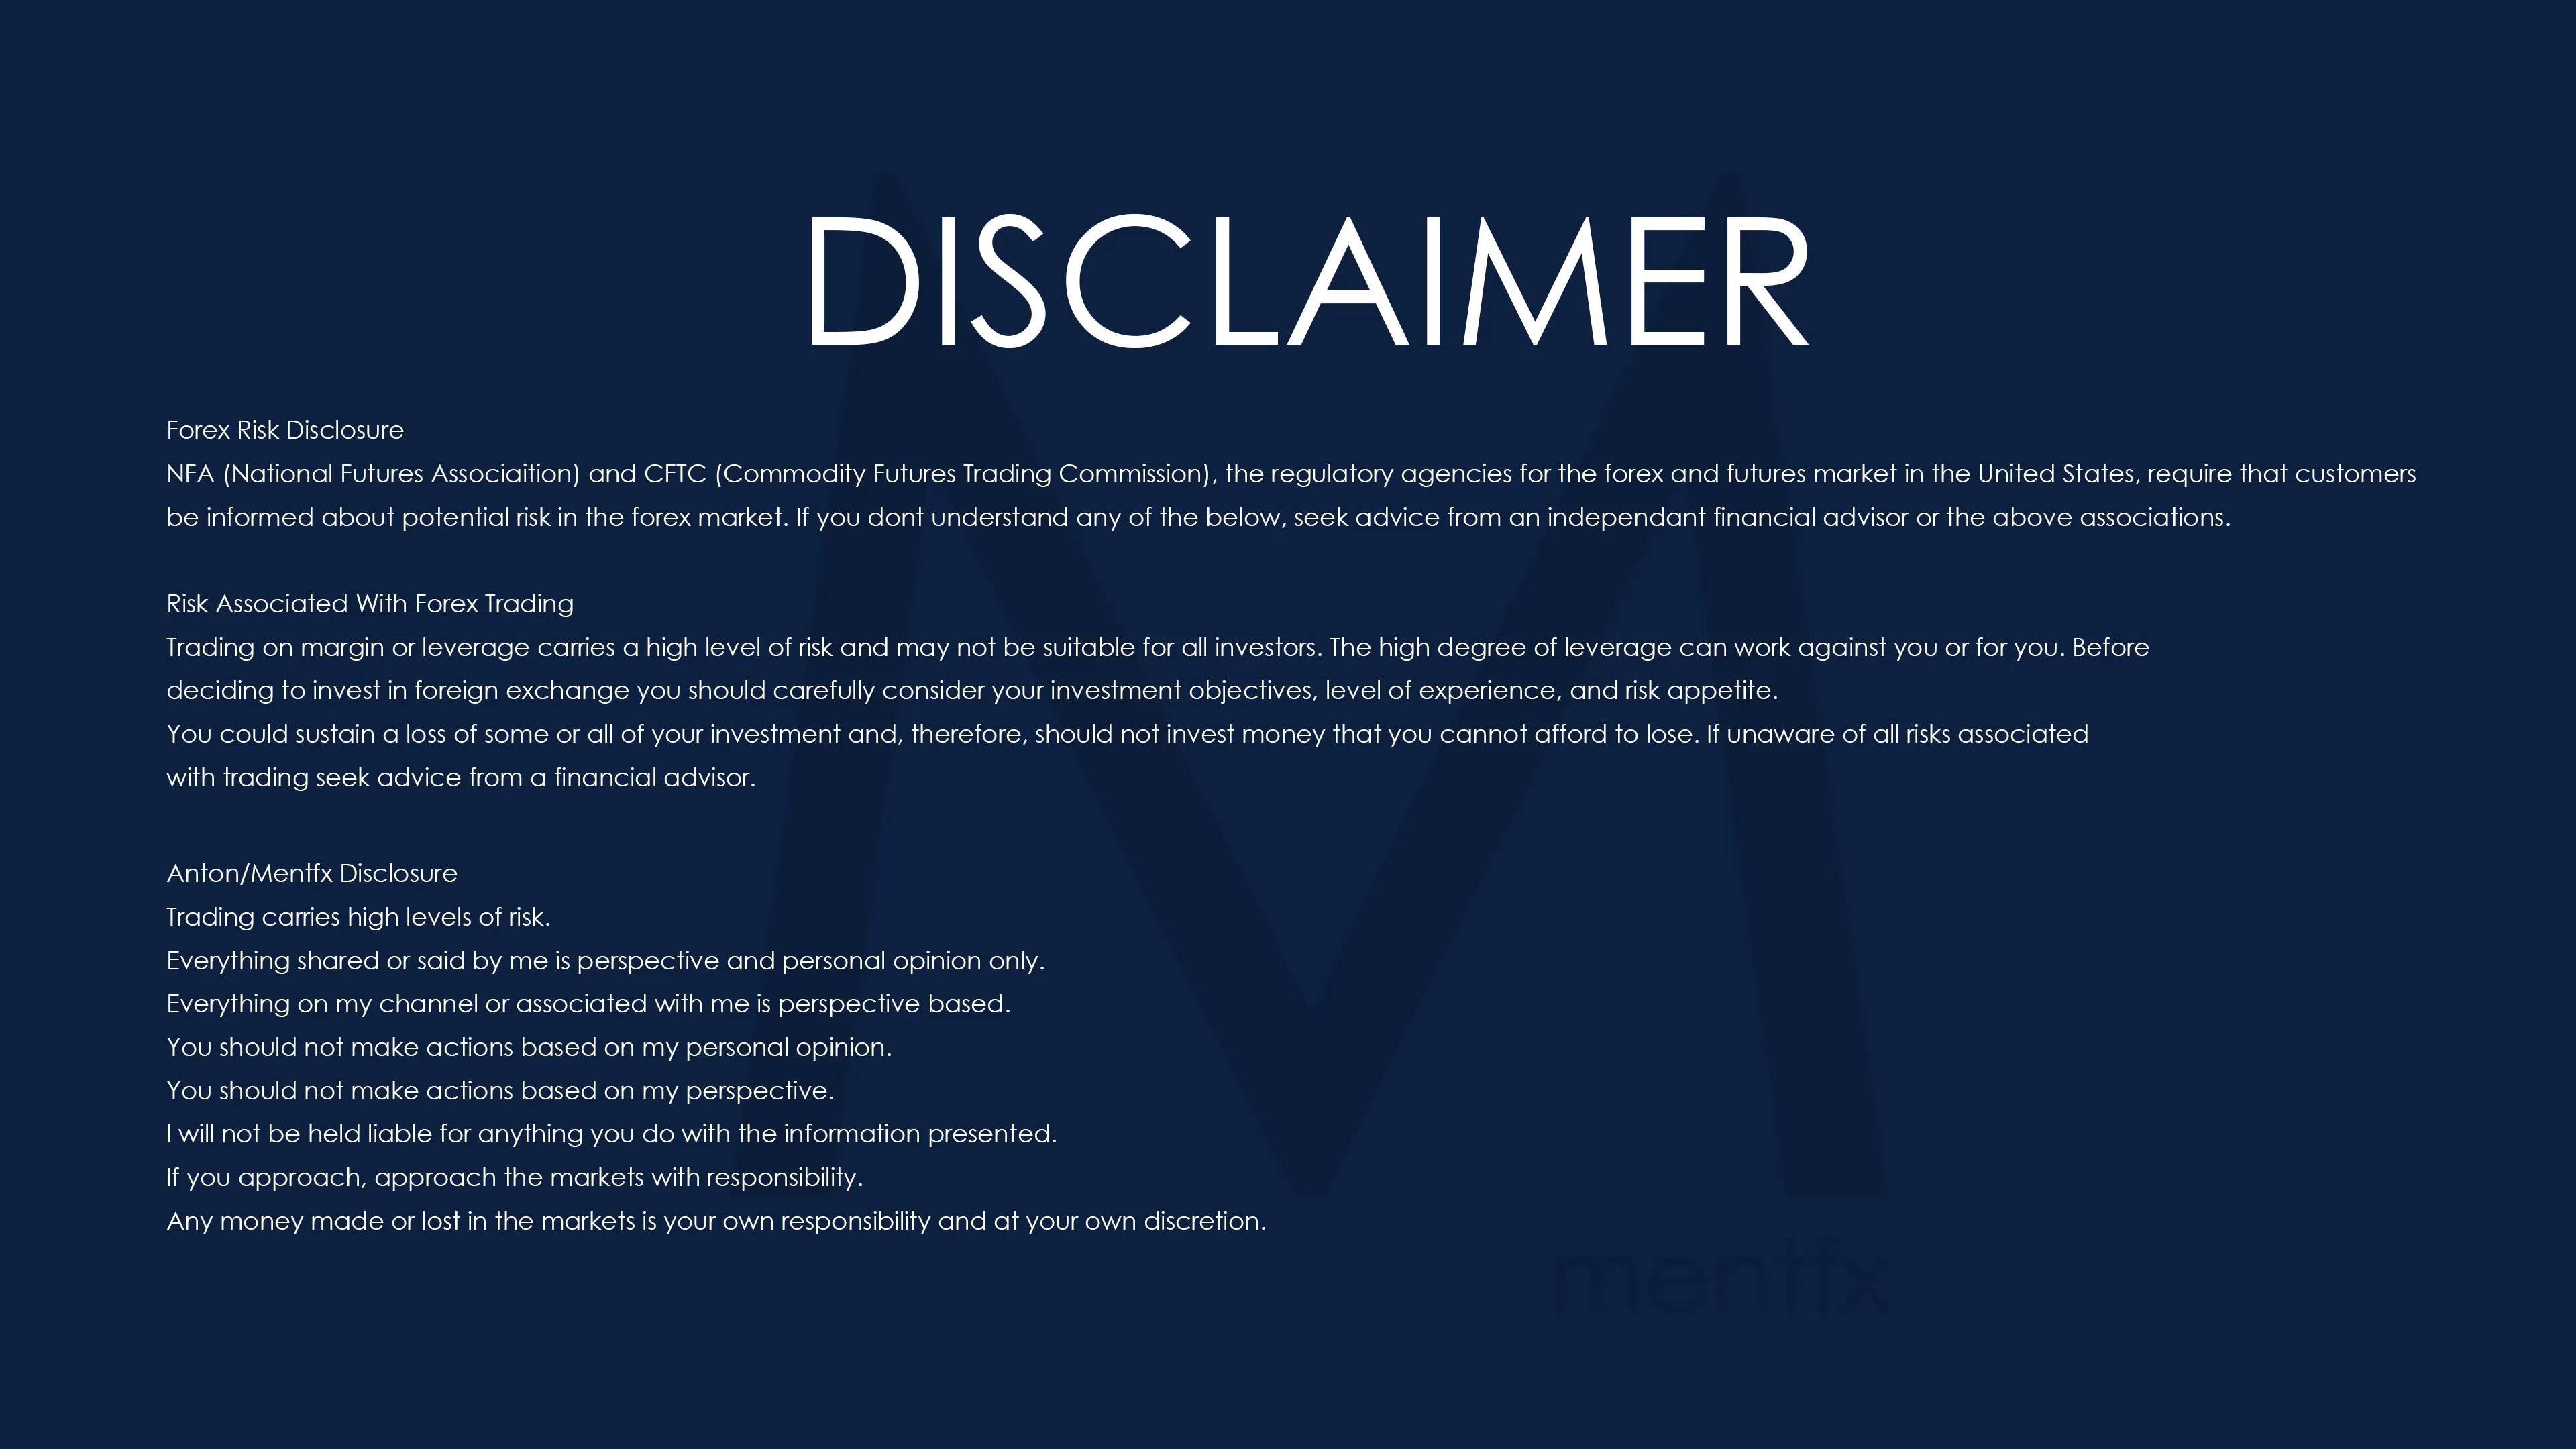 DISCLAIMER
Forex Risk Disclosure
NFA (National Futures Associaition) and CFTC (Commodity Futures Trading Commission), the regulatory agencies for the forex and futures market in the United States, require that customers
be informed about potential risk in the forex market. If you dont understand any of the below, seek advice from an independant financial advisor or the above associations.
Risk Associated With Forex Trading
Trading on margin or leverage carries a high level of risk and may not be suitable for all investors. The high degree of leverage can work against you or for you. Before
deciding to invest in foreign exchange you should carefully consider your investment objectives, level of experience, and risk appetite.
You could sustain a loss of some or all of your investment and, therefore, should not invest money that you cannot afford to lose. If unaware of all risks associated
with trading seek advice from a financial advisor.
Anton/Mentfx Disclosure
Trading carries high levels of risk.
Everything shared or said by me is perspective and personal opinion only.
Everything on my channel or associated with me is perspective based.
You should not make actions based on my personal opinion.
You should not make actions based on my perspective.
I will not be held liable for anything you do with the information presented.
If you approach, approach the markets with responsibility.
Any money made or lost in the markets is your own responsibility and at your own discretion.
mentfx